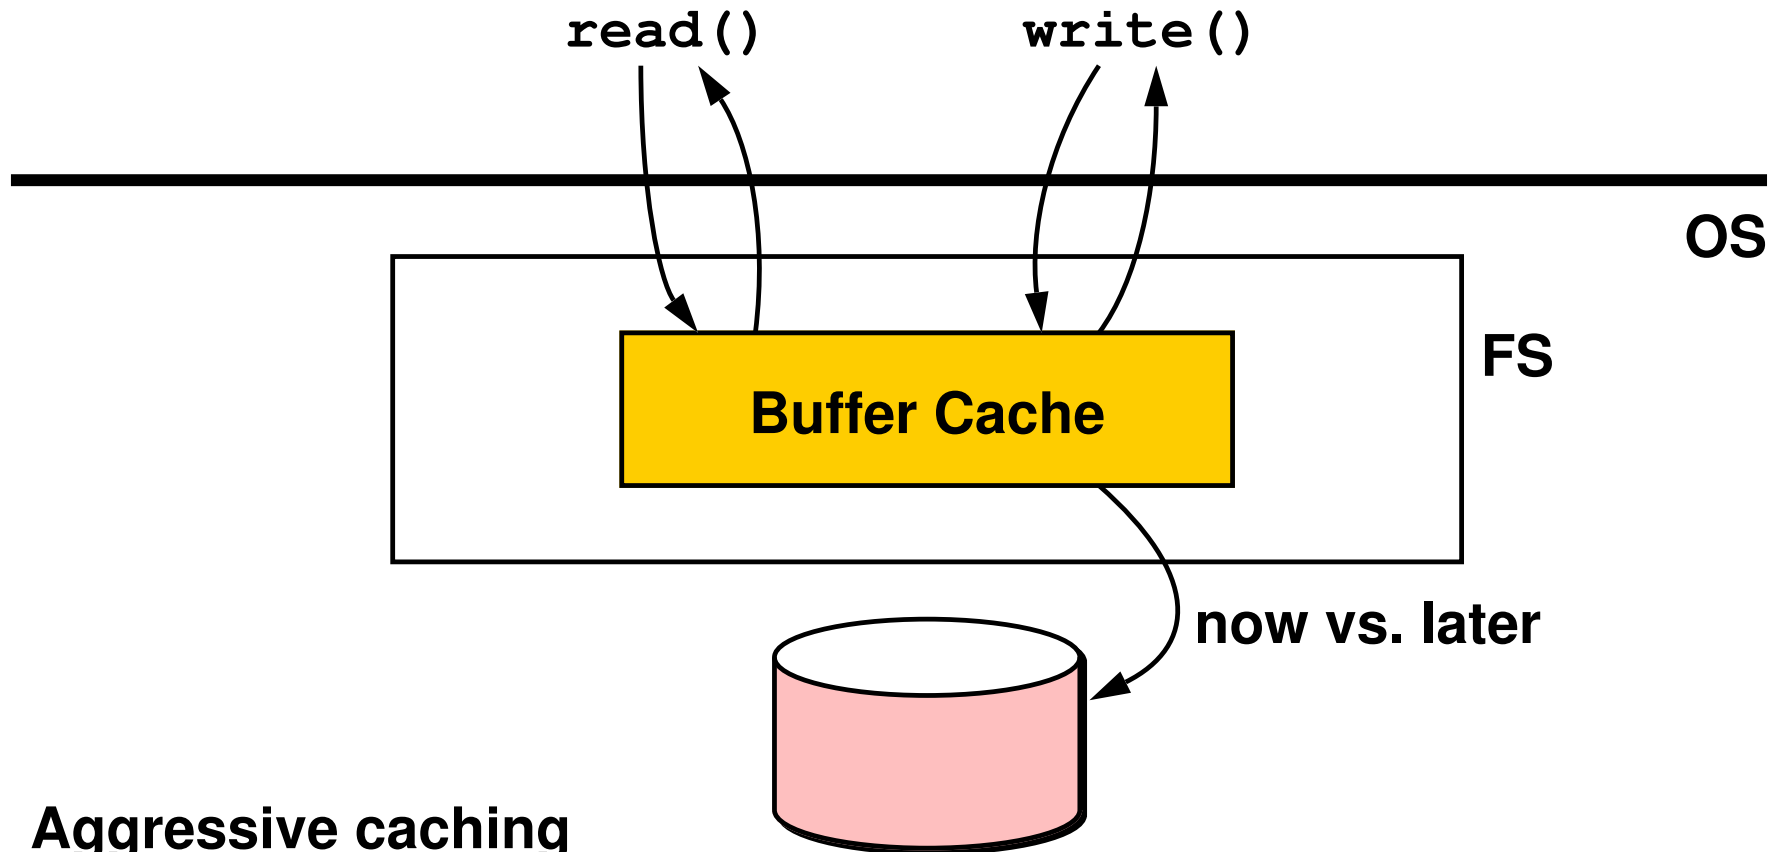 read() write()
OS
FS
Buffer Cache
now vs. later
Aggressive caching